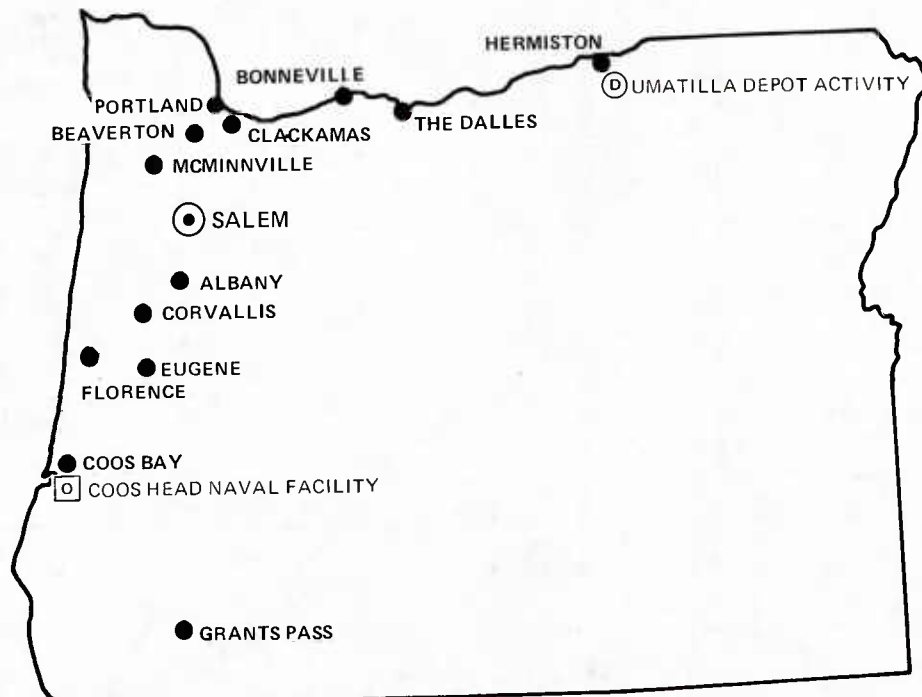 HERMISTON
BONNEVILLE
D UMATILLA DEPOT ACTIVITY
PORTLAND
BEAVERTON
CLACKAMAS
THE DALLES
MCMINNVILLE
SALEM
ALBANY
CORVALLIS
EUGENE
FLORENCE
COOS BAY
O COOS HEAD NAVAL FACILITY
GRANTS PASS